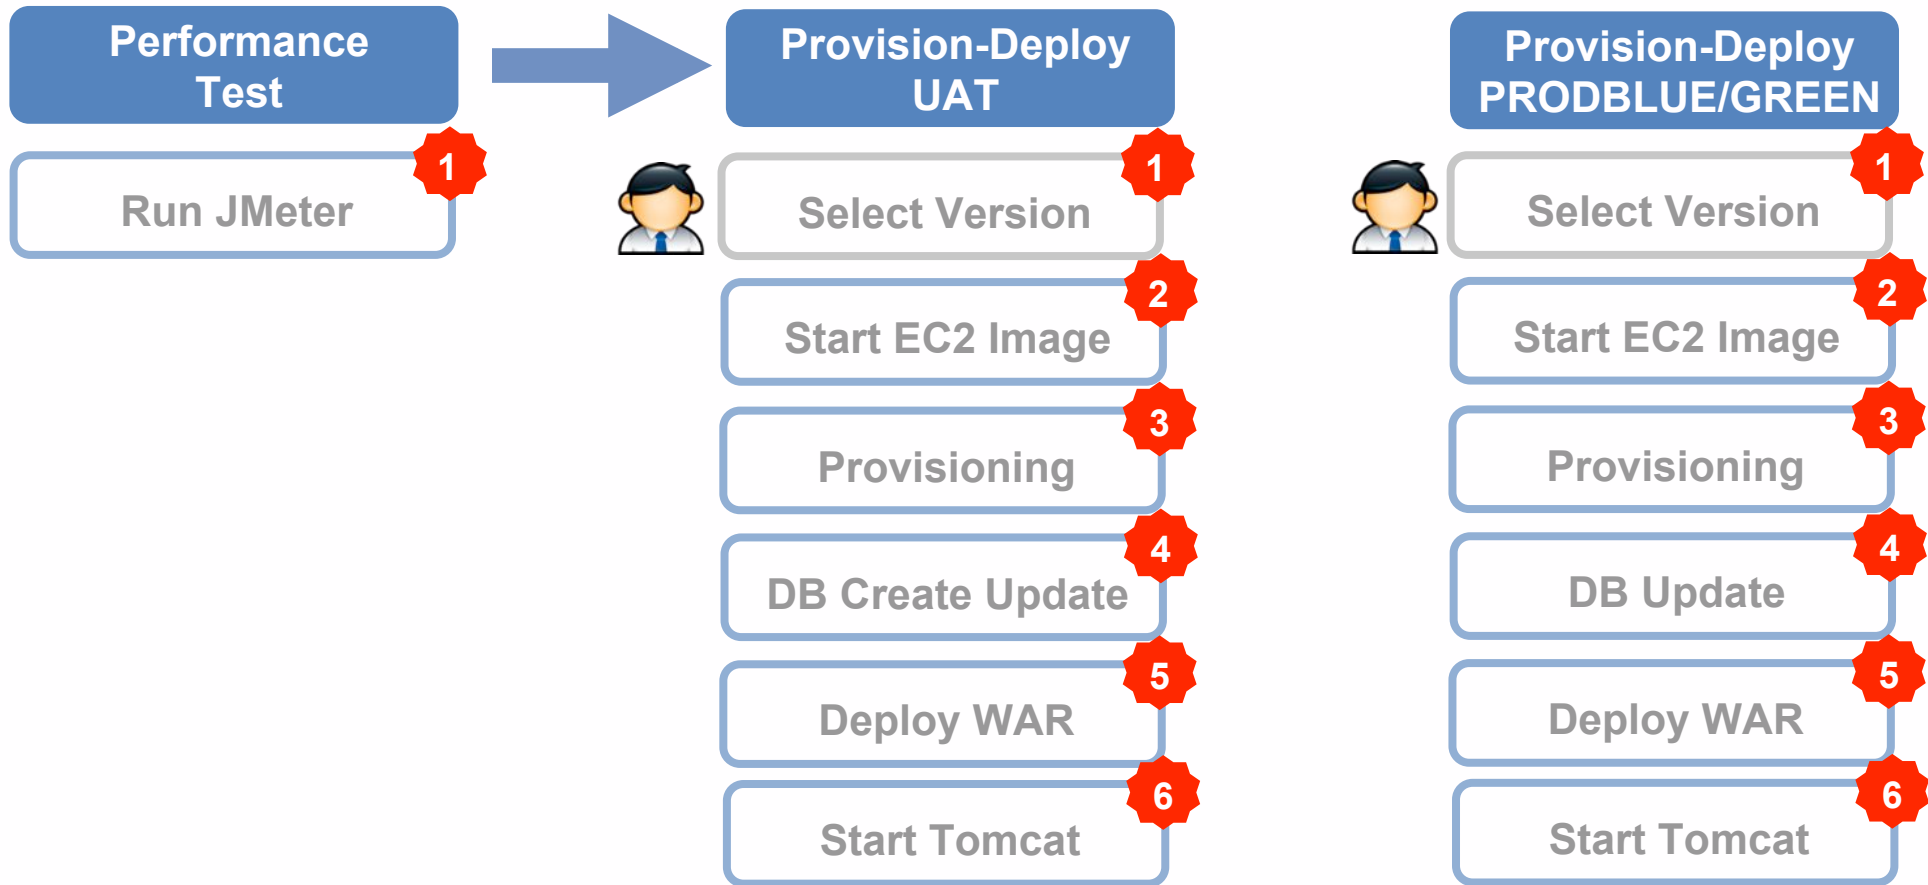 Performance
Test
1
Run JMeter
Provision-Deploy
UAT
1
Select Version
2
Start EC2 Image
3
Provisioning
4
DB Create Update
5
Deploy WAR
6
Start Tomcat
Provision-Deploy
PRODBLUE/GREEN
1
Select Version
2
Start EC2 Image
3
Provisioning
4
DB Update
5
Deploy WAR
6
Start Tomcat